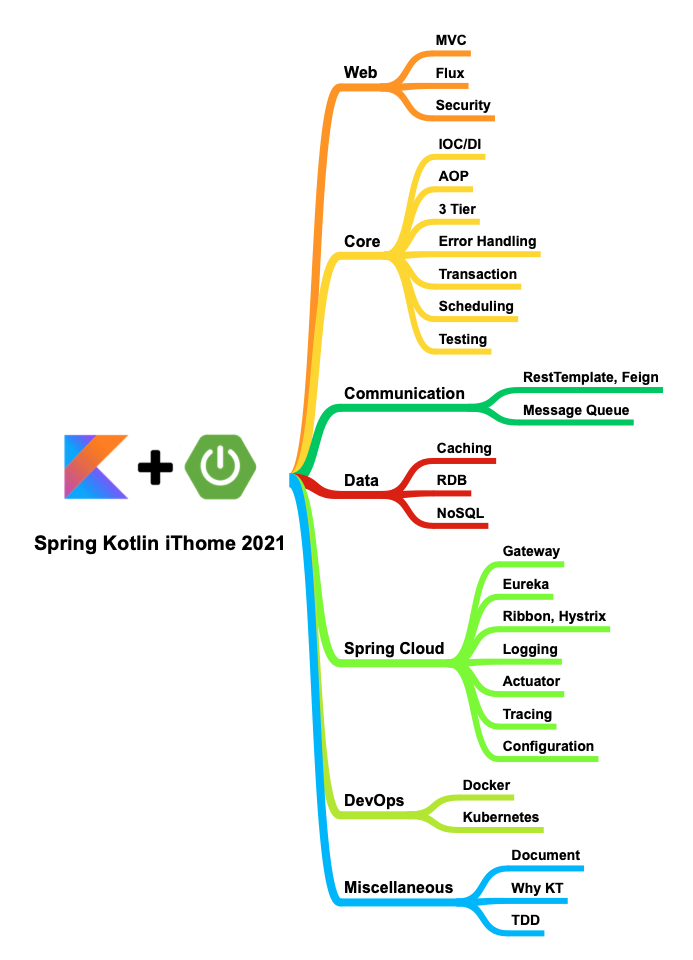 Spring Kotlin iThome 2021
Web
MVC
Flux
Security
Core
IOC/DI
AOP
3 Tier
Error Handling
Transaction
Scheduling
Testing
Communication
RestTemplate, Feign
Message Queue
Data
Caching
RDB
NoSQL
Spring Cloud
Gateway
Eureka
Ribbon, Hystrix
Logging
Actuator
Tracing
Configuration
DevOps
Docker
Kubernetes
Miscellaneous
Document
Why KT
TDD